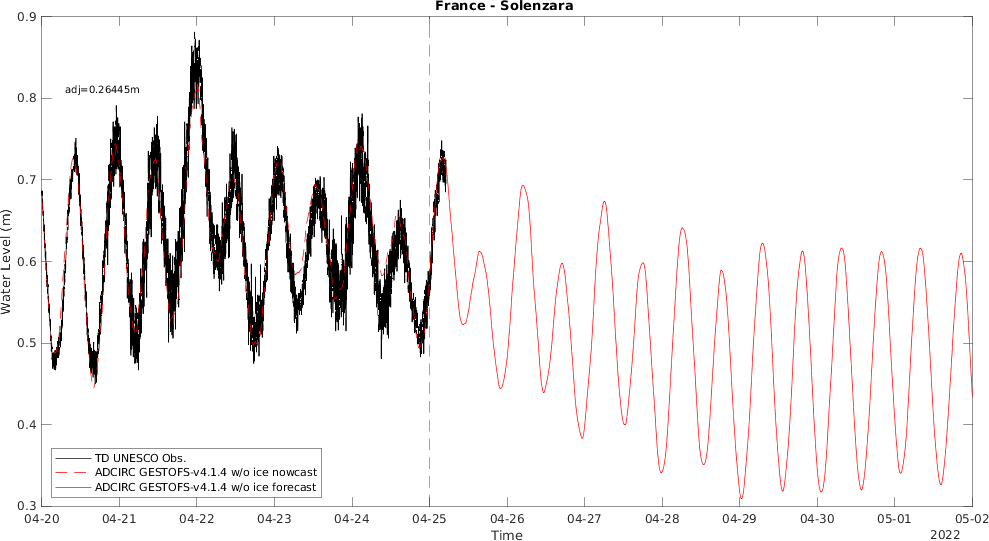 France - Solenzara
0.9
0.8
0.7
0.6
0.5
0.4
0.3
Water Level (m)
adj=0.26445m
TD UNESCO Obs.
ADCIRC GESTOFS-v4.1.4 w/o ice nowcast
ADCIRC GESTOFS-v4.1.4 w/o ice forecast
04-20 04-21 04-22 04-23 04-24 04-25 04-26 04-27 04-28 04-29 04-30 05-01 05-02
Time
2022